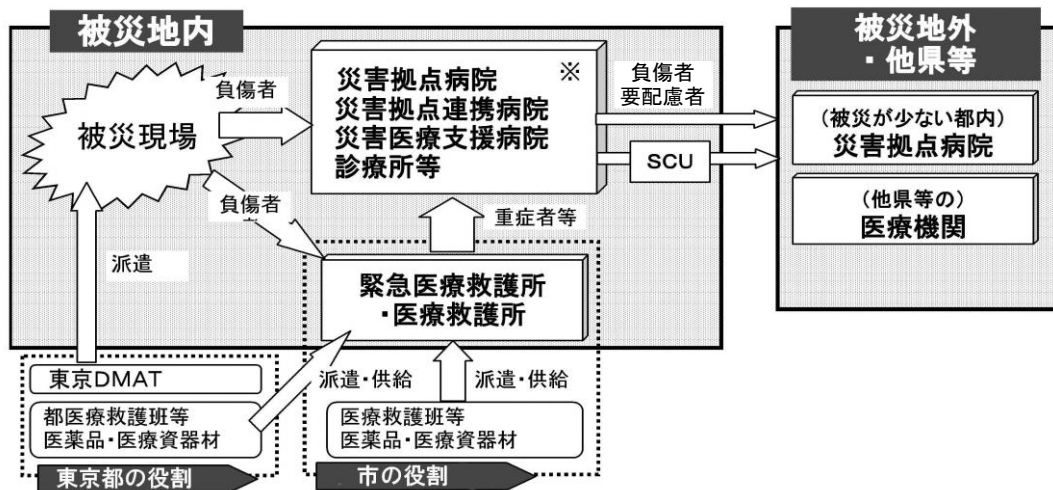 被災地内
被災地外
・他県等
被災現場
負傷者
災害拠点病院
※
災害拠点連携病院
災害医療支援病院
診療所等
負傷者
要配慮者
SCU
(被災が少ない都内)
災害拠点病院
(他県等の)
医療機関
負傷者
重症者等
派遣
緊急医療救護所
・医療救護所
東京DMAT
都医療救護班等
医薬品・医療資器材
派遣・供給
派遣・供給
医療救護班等
医薬品・医療資器材
東京都の役割
市の役割